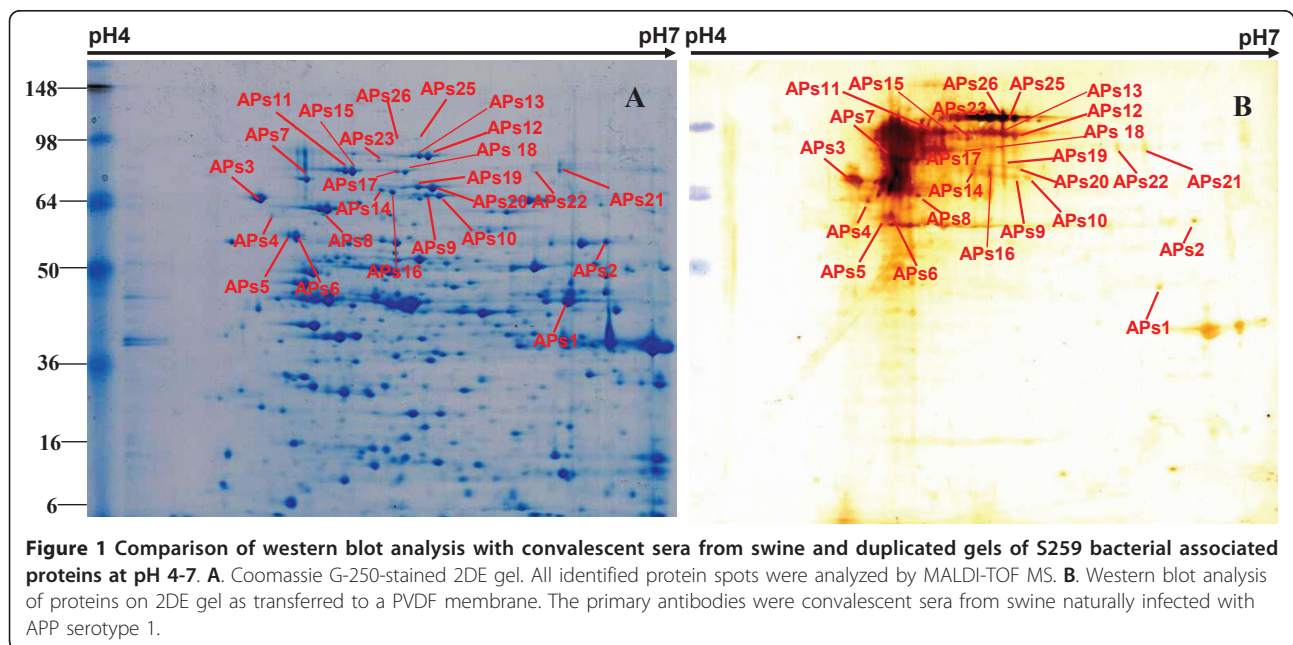 pH4 pH7 pH4 pH7
A
148
98
64
50
36
16
6
APs11
APs15
APs26
APs25
APs13
APs7
APs23
APs12
APs 18
APs3
APs17
APs19
APs14
APs20
APs22
APs21
APs4
APs8
APs9
APs10
APs5
APs6
APs16
APs2
APs1
B
APs15
APs26
APs25
APs11
APs23
APs13
APs7
APs12
APs 18
APs3
APs17
APs19
APs14
APs20
APs22
APs21
APs4
APs8
APs9
APs10
APs5
APs6
APs16
APs2
APs1
Figure 1 Comparison of western blot analysis with convalescent sera from swine and duplicated gels of S259 bacterial associated
proteins at pH 4-7. A. Coomassie G-250-stained 2DE gel. All identified protein spots were analyzed by MALDI-TOF MS. B. Western blot analysis
of proteins on 2DE gel as transferred to a PVDF membrane. The primary antibodies were convalescent sera from swine naturally infected with
APP serotype 1.